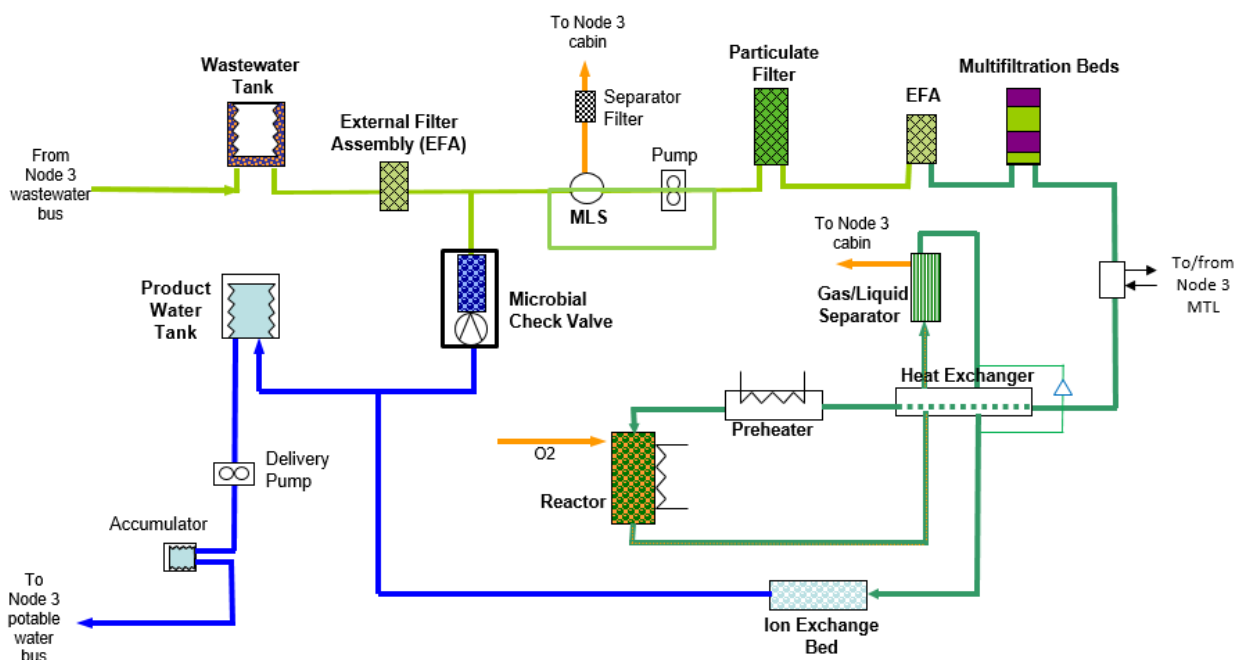 To Node 3
cabin
Wastewater
Tank
Separator
Filter
Particulate
Filter
EFA
Multifiltration Beds
External Filter
Assembly (EFA)
From
Node 3
wastewater
bus
Pump
MLS
To Node 3
cabin
To/from
Node 3
MTL
Gas/Liquid
Separator
Product
Water
Tank
Microbial
Check Valve
Heat Exchanger
Preheater
O2
Reactor
Delivery
Pump
Accumulator
To
Node 3
potable
water
bus
Ion Exchange
Bed